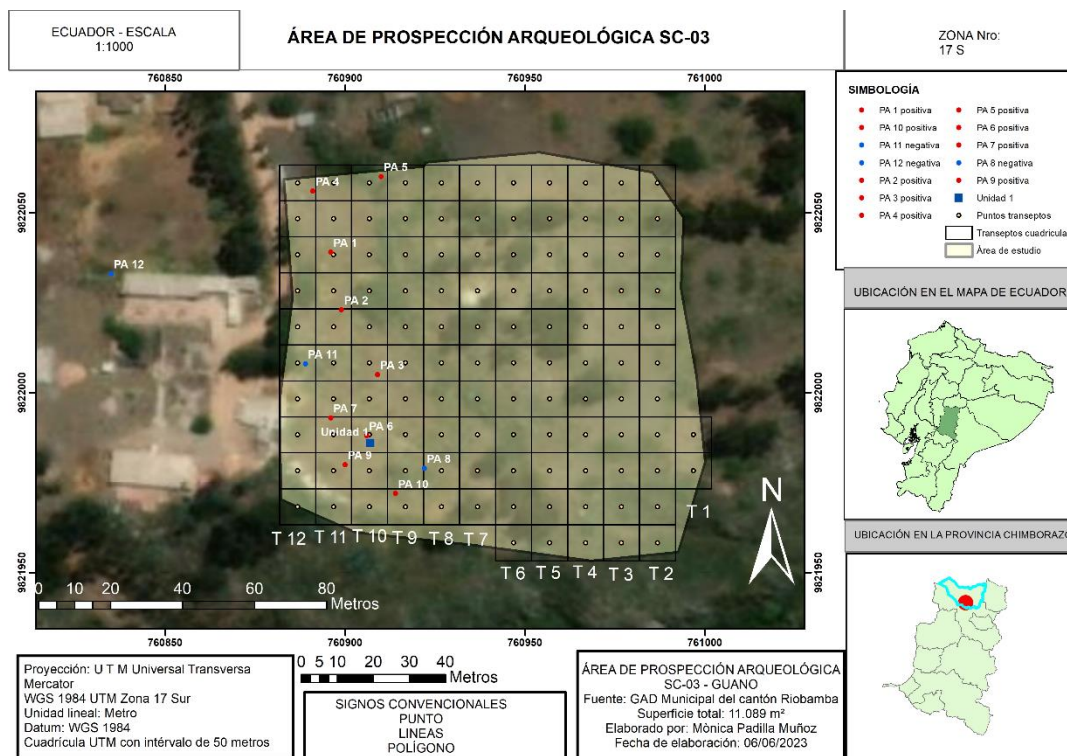 ECUADOR - ESCALA
1:1000
ÁREA DE PROSPECCIÓN ARQUEOLÓGICA SC-03
ZONA Nro:
17 S
760850
760900
760950
761000
9822050
9822000
9821950
PA 5
PA 4
PA 1
PA 12
PA 2
PA 11
PA 3
PA 7
Unidad 1
PA 6
PA 9
PA 8
PA 10
T 12
T 11
T 10
T 9
T 8
T 7
T 6
T 5
T 4
T 3
T 2
T 1
N
0 10 20 40 60 80
Metros
9822050
9822000
9821950
760850
760900
760950
761000
SIMBOLOGÍA
PA 1 positiva
PA 10 positiva
PA 11 negativa
PA 12 negativa
PA 2 positiva
PA 3 positiva
PA 4 positiva
PA 5 positiva
PA 6 positiva
PA 7 positiva
PA 8 negativa
PA 9 positiva
Unidad 1
Puntos transeptos
Transeptos cuadricula
Área de estudio
UBICACIÓN EN EL MAPA DE ECUADOR
UBICACIÓN EN LA PROVINCIA CHIMBORAZO
Proyección: U T M Universal Transversa
Mercator
WGS 1984 UTM Zona 17 Sur
Unidad lineal: Metro
Datum: WGS 1984
Cuadrícula UTM con intérvalo de 50 metros
0 5 10 20 30 40
Metros
SIGNOS CONVENCIONALES
PUNTO
LINEAS
POLÍGONO
ÁREA DE PROSPECCIÓN ARQUEOLÓGICA
SC-03 - GUANO
Fuente: GAD Municipal del cantón Riobamba
Superficie total: 11.089 m²
Elaborado por: Mònica Padilla Muñoz
Fecha de elaboración: 06/06/2023